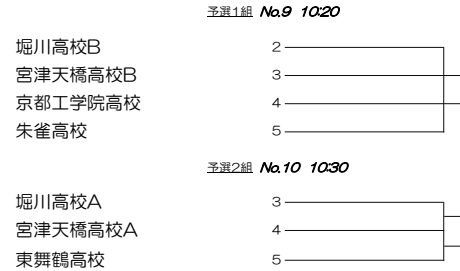 予選1組 No.9 10:20
堀川高校B 2
宮津天橋高校B 3
京都工学院高校 4
朱雀高校 5
予選2組 No.10 10:30
堀川高校A 3
宮津天橋高校A 4
東舞鶴高校 5